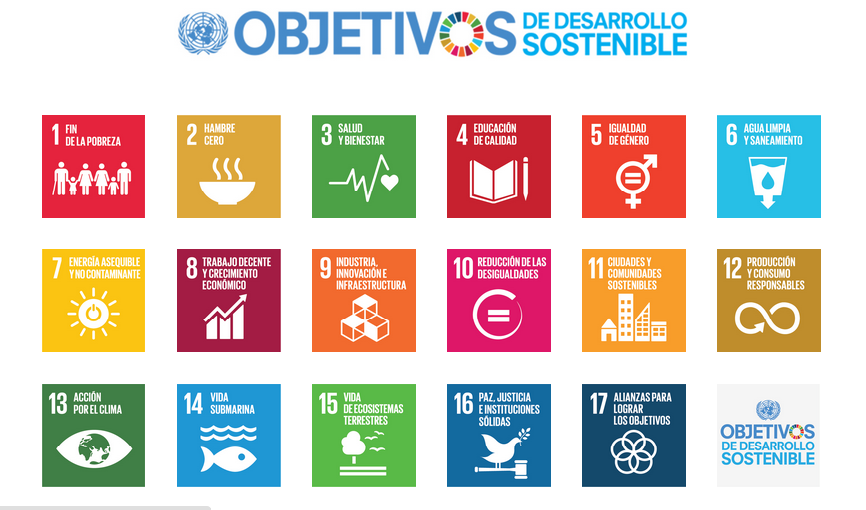 OBJETIVOS DE DESARROLLO
SOSTENIBLE
1 FIN
DE LA POBREZA
2 HAMBRE
CERO
3 SALUD
Y BIENESTAR
4 EDUCACIÓN
DE CALIDAD
5 IGUALDAD
DE GÉNERO
6 AGUA LIMPIA
Y SANEAMIENTO
7 ENERGÍA ASEQUIBLE
Y NO CONTAMINANTE
8 TRABAJO DECENTE
Y CRECIMIENTO
ECONÓMICO
9 INDUSTRIA,
INNOVACIÓN E
INFRAESTRUCTURA
10 REDUCCIÓN DE LAS
DESIGUALDADES
11 CIUDADES Y
COMUNIDADES
SOSTENIBLES
12 PRODUCCIÓN
Y CONSUMO
RESPONSABLES
13 ACCIÓN
POR EL CLIMA
14 VIDA
SUBMARINA
15 VIDA
DE ECOSISTEMAS
TERRESTRES
16 PAZ, JUSTICIA
E INSTITUCIONES
SÓLIDAS
17 ALIANZAS PARA
LOGRAR
LOS OBJETIVOS
OBJETIVOS
DE DESARROLLO
SOSTENIBLE